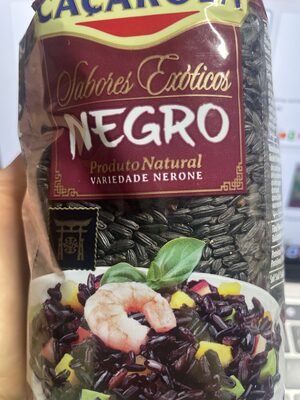 CAÇAROLA
Sabores Exóticos
NEGRO
Produto Natural
VARIEDADE NERONE